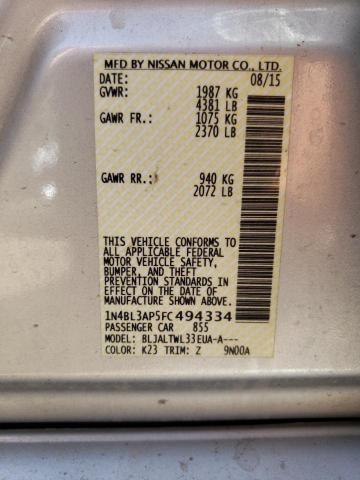 MFD BY NISSAN MOTOR CO., LTD.
DATE: 08/15
GVWR: 1987 KG
4381 LB
GAWR FR.: 1075 KG
2370 LB
GAWR RR.: 940 KG
2072 LB
THIS VEHICLE CONFORMS TO
ALL APPLICABLE FEDERAL
MOTOR VEHICLE SAFETY,
BUMPER, AND THEFT
PREVENTION STANDARDS
IN EFFECT ON THE DATE OF
MANUFACTURE SHOWN ABOVE.
1N4BL3AP5FC494334
PASSENGER CAR 855
MODEL: BLJALTWL33EUA-A----
COLOR: K23 TRIM: Z 9N00A